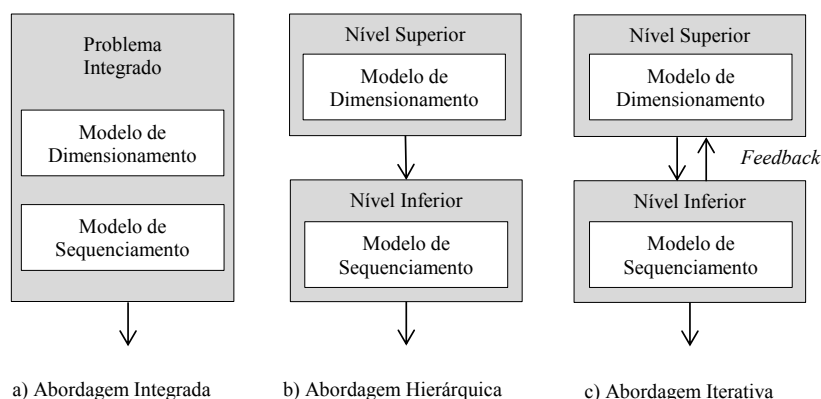 Problema
Integrado
Modelo de
Dimensionamento
Modelo de
Sequenciamento
a) Abordagem Integrada
Nível Superior
Modelo de
Dimensionamento
Nível Inferior
Modelo de
Sequenciamento
b) Abordagem Hierárquica
Nível Superior
Modelo de
Dimensionamento
Feedback
Nível Inferior
Modelo de
Sequenciamento
c) Abordagem Iterativa